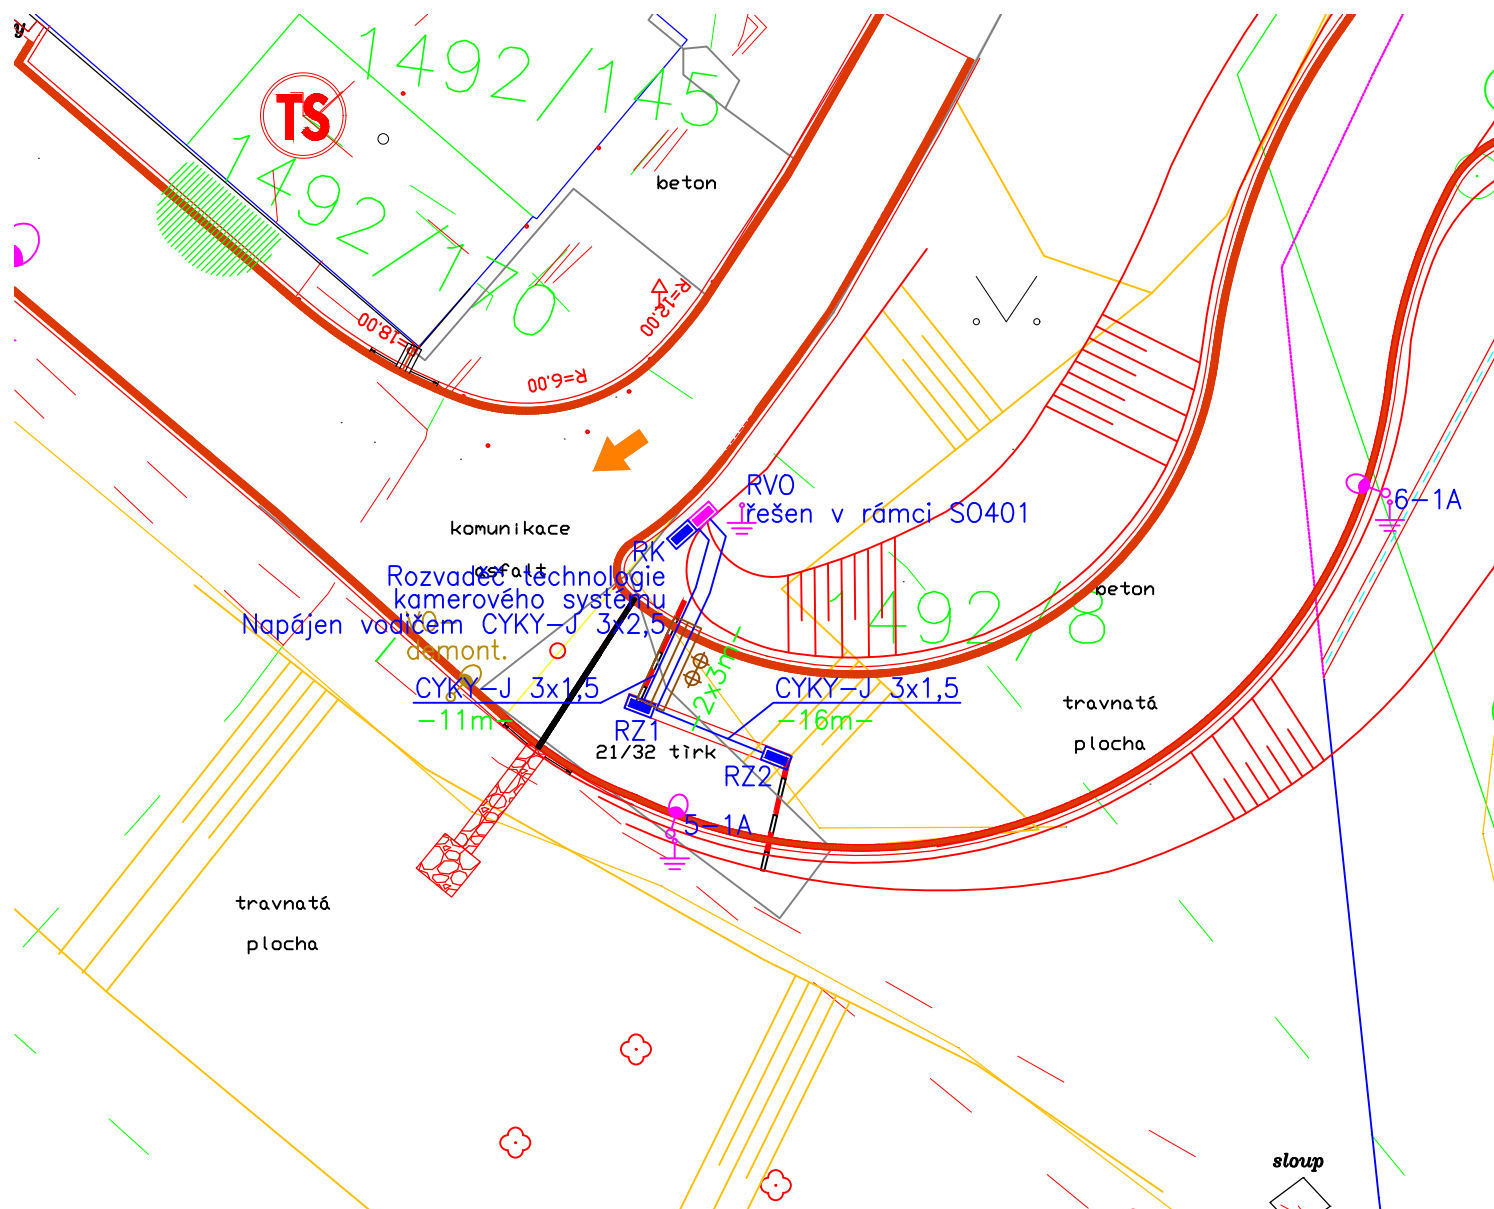 y
1492/145
TS
1492/170
beton
R=12.00
R=18.00
R=6.00
RVO
řešen v rámci SO401
6-1A
komunikace
RK
asfalt
Rozvaděč technologie
kamerového systému
Napájen vodičem CYKY-J 3x2,5
demont.
1492/8
beton
CYKY-J 3x1,5
-11m-
-2x3m-
CYKY-J 3x1,5
-16m-
RZ1
21/32 tìrk
RZ2
travnatá
plocha
5-1A
travnatá
plocha
sloup